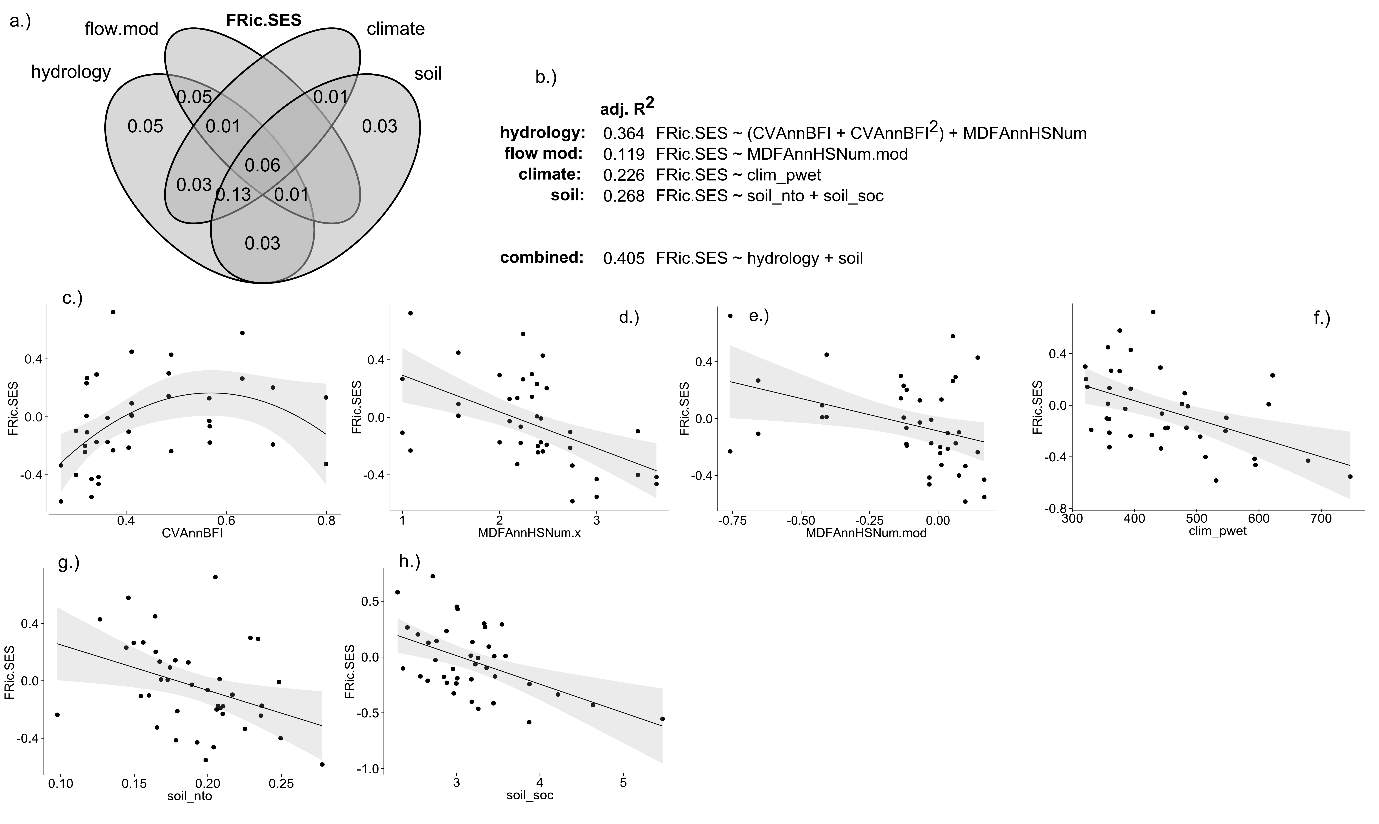 a.)
FRic.SES
flow.mod
climate
hydrology
soil
0.05
0.01
0.05
0.01
0.03
0.06
0.03
0.13
0.01
0.03
b.)
adj. R²
hydrology: 0.364 FRic.SES ~ (CVAnnBFI + CVAnnBFI²) + MDFAnnHSNum
flow mod: 0.119 FRic.SES ~ MDFAnnHSNum.mod
climate: 0.226 FRic.SES ~ clim_pwet
soil: 0.268 FRic.SES ~ soil_nto + soil_soc
combined: 0.405 FRic.SES ~ hydrology + soil
c.)
FRic.SES
0.4
0.0
-0.4
0.4 0.6 0.8
CVAnnBFI
d.)
FRic.SES
0.4
0.0
-0.4
1 2 3
MDFAnnHSNum.x
e.)
FRic.SES
0.4
0.0
-0.4
-0.75 -0.50 -0.25 0.00
MDFAnnHSNum.mod
f.)
FRic.SES
0.4
0.0
-0.4
-0.8
300 400 500 600 700
clim_pwet
g.)
FRic.SES
0.4
0.0
-0.4
0.10 0.15 0.20 0.25
soil_nto
h.)
FRic.SES
0.5
0.0
-0.5
-1.0
3 4 5
soil_soc